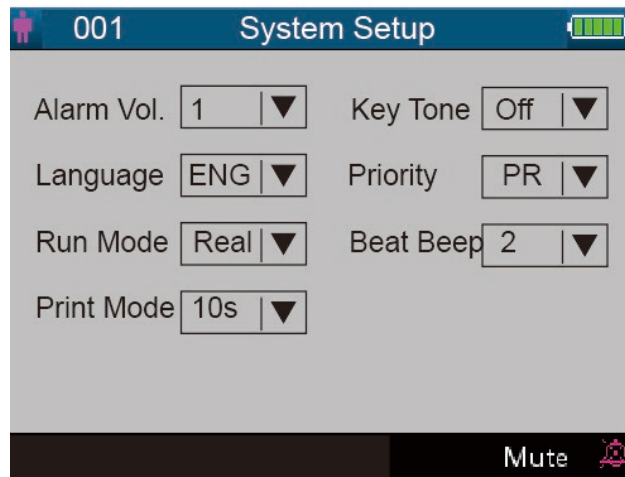 001 System Setup
Alarm Vol. 1 Key Tone Off
Language ENG Priority PR
Run Mode Real Beat Beep 2
Print Mode 10s
Mute